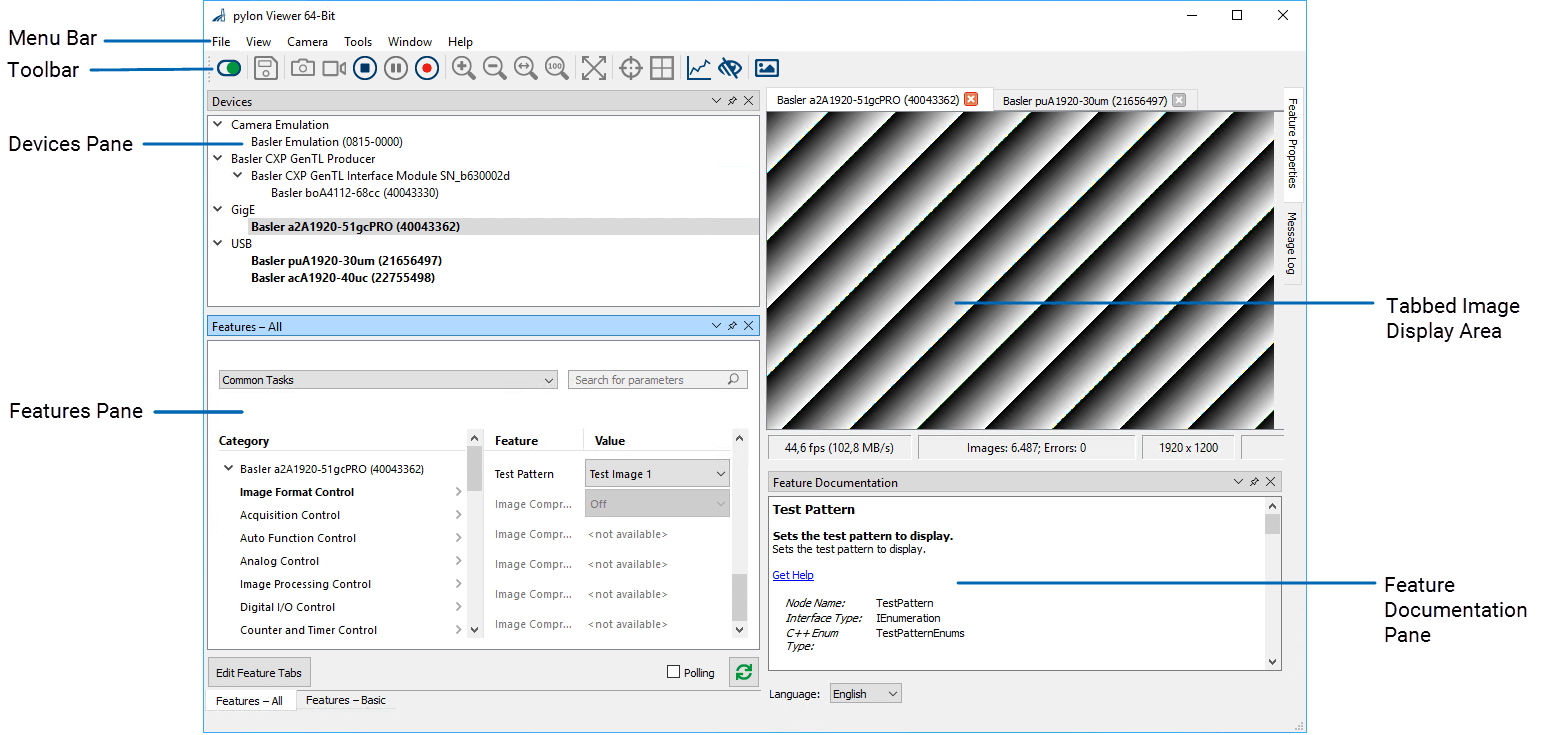 pylon Viewer 64-Bit
Menu Bar
File View Camera Tools Window Help
Toolbar
100
Devices Pane
Devices
Camera Emulation
Basler Emulation (0815-0000)
Basler CXP GenTL Producer
Basler CXP GenTL Interface Module SN_b630002d
Basler boA4112-68cc (40043330)
GigE
Basler a2A1920-51gcPRO (40043362)
USB
Basler puA1920-30um (21656497)
Basler acA1920-40uc (22755498)
Features Pane
Features – All
Common Tasks
Search for parameters
Category
Basler a2A1920-51gcPRO (40043362)
Image Format Control
Acquisition Control
Auto Function Control
Analog Control
Image Processing Control
Digital I/O Control
Counter and Timer Control
Feature Value
Test Pattern Test Image 1
Image Compr... Off
Image Compr... <not available>
Image Compr... <not available>
Image Compr... <not available>
Image Compr... <not available>
Edit Feature Tabs
Polling
Features – All Features – Basic
Basler a2A1920-51gcPRO (40043362) Basler puA1920-30um (21656497)
Feature Properties
Message Log
Tabbed Image
Display Area
44,6 fps (102,8 MB/s) Images: 6.487; Errors: 0 1920 x 1200
Feature Documentation
Test Pattern
Sets the test pattern to display.
Sets the test pattern to display.
Get Help
Node Name: TestPattern
Interface Type: IEnumeration
C++ Enum TestPatternEnums
Type:
Feature
Documentation
Pane
Language: English